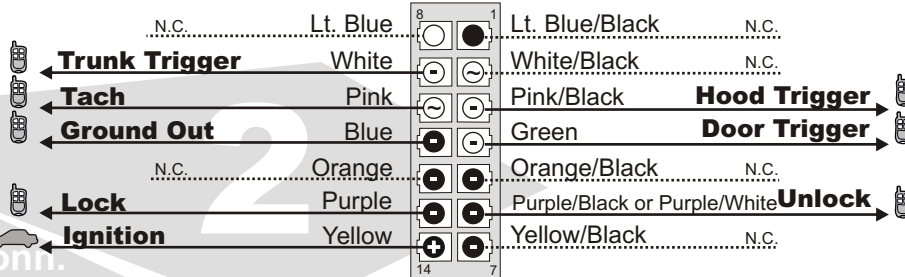 8 1
N.C. Lt. Blue Lt. Blue/Black N.C.
Trunk Trigger White - ~ White/Black N.C.
Tach Pink ~ - Pink/Black Hood Trigger
Ground Out Blue - - Green Door Trigger
N.C. Orange - - Orange/Black N.C.
Lock Purple - - Purple/Black or Purple/White Unlock
Ignition Yellow + - Yellow/Black N.C.
14 7
2
onn.